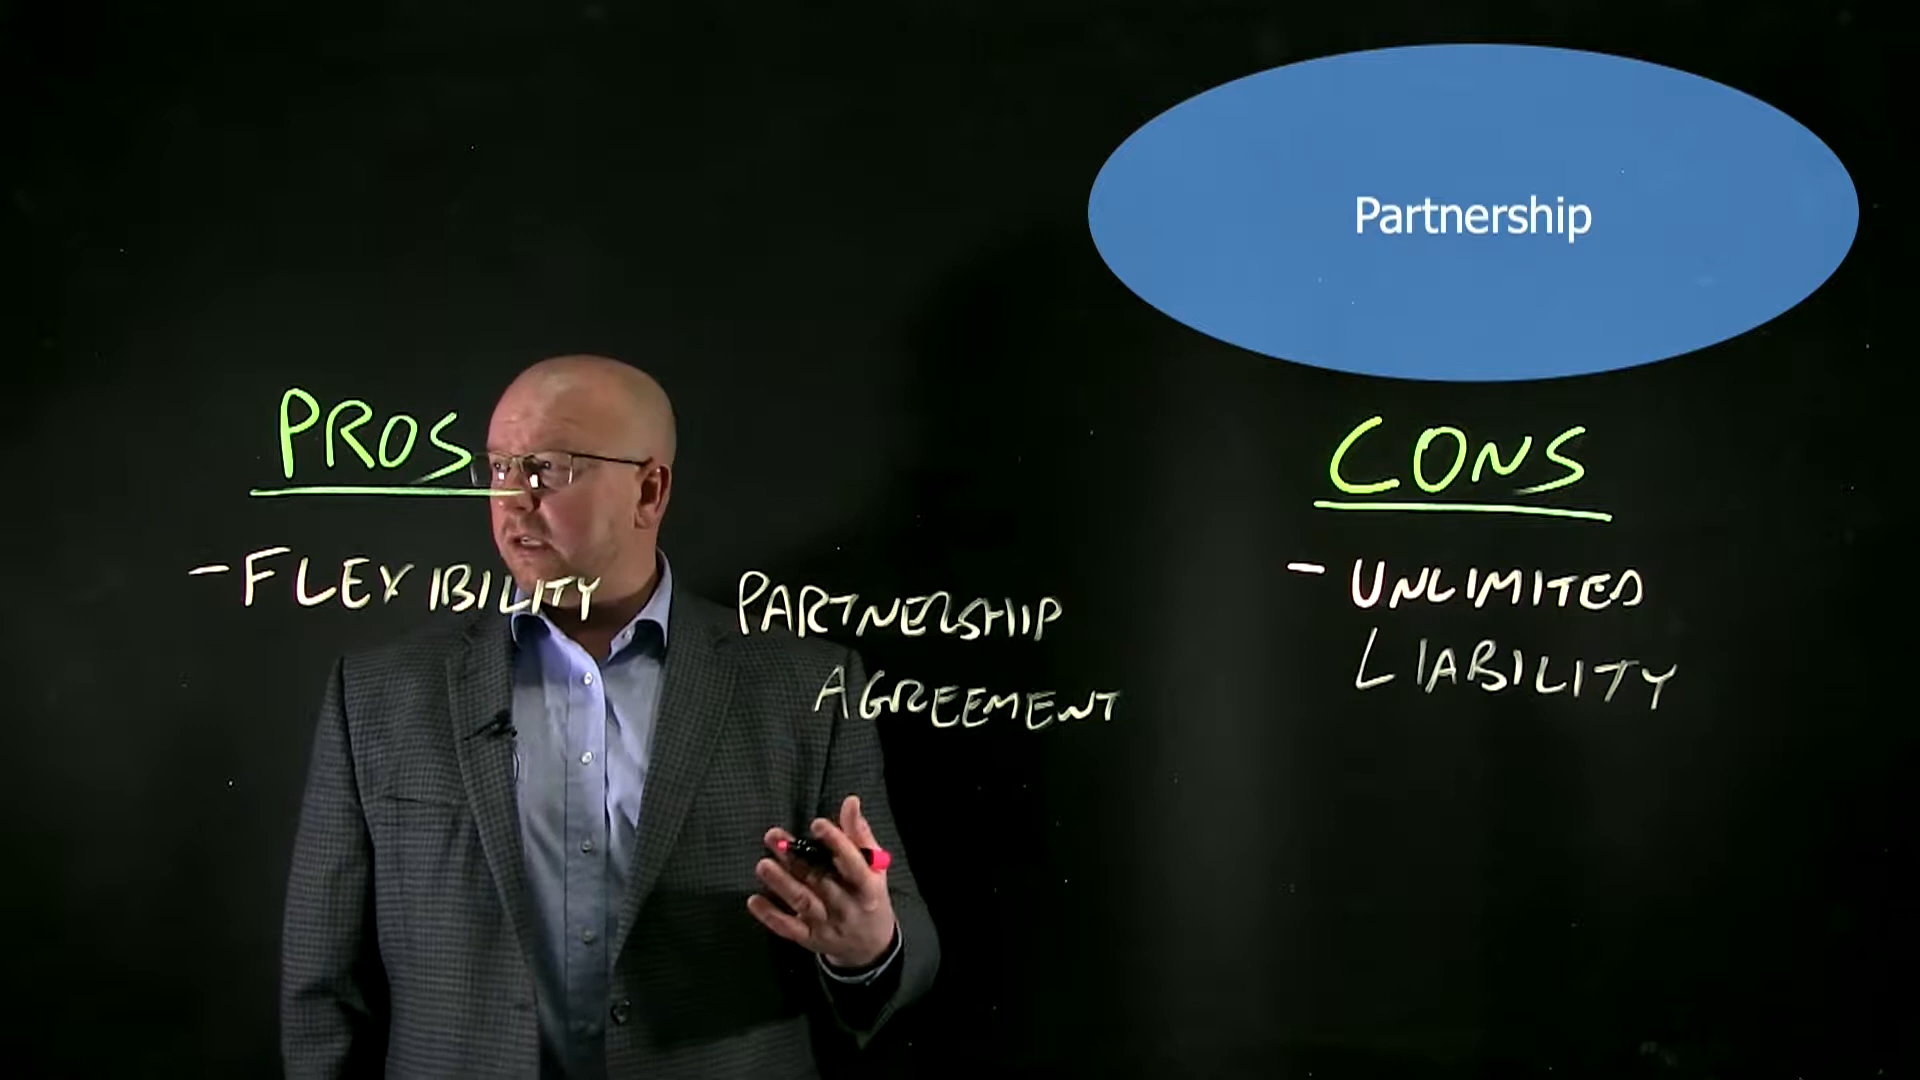 Partnership
PROS
- FLEXIBILITY
PARTNERSHIP
AGREEMENT
CONS
- UNLIMITED
LIABILITY